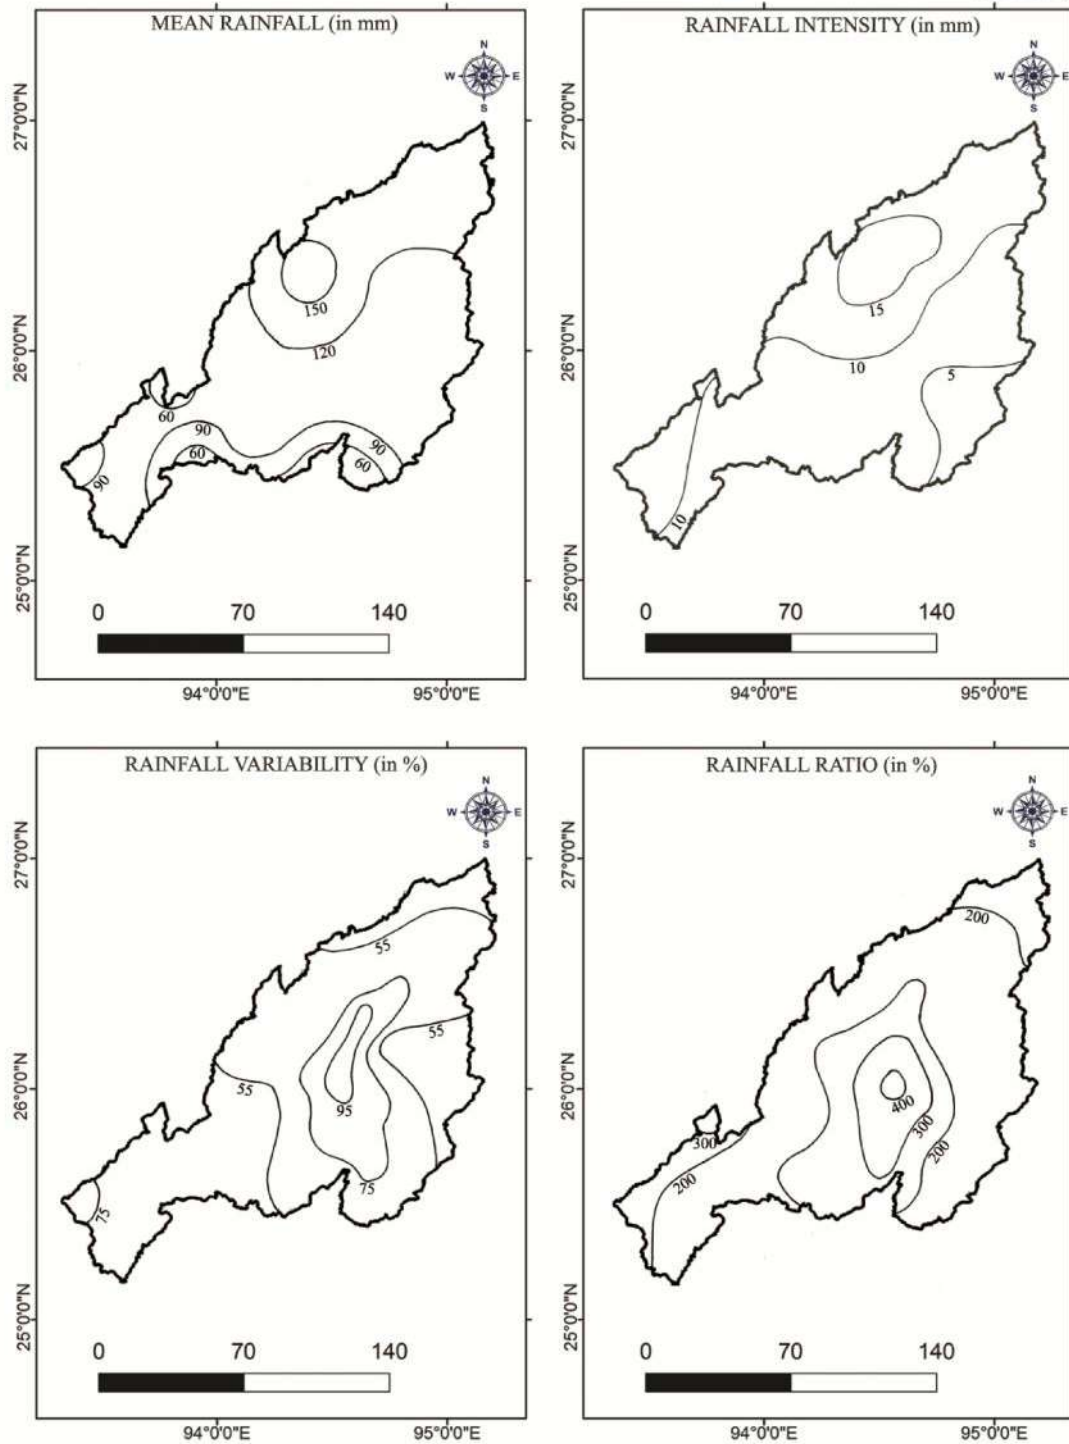 MEAN RAINFALL (in mm)
N
W E
S
27°0'0"N
26°0'0"N
25°0'0"N
150
120
60
90
60
90
60
90
0 70 140
94°0'0"E 95°0'0"E
RAINFALL INTENSITY (in mm)
N
W E
S
27°0'0"N
26°0'0"N
25°0'0"N
15
10
5
10
0 70 140
94°0'0"E 95°0'0"E
RAINFALL VARIABILITY (in %)
N
W E
S
27°0'0"N
26°0'0"N
25°0'0"N
55
55
55
95
75
75
0 70 140
94°0'0"E 95°0'0"E
RAINFALL RATIO (in %)
N
W E
S
27°0'0"N
26°0'0"N
25°0'0"N
200
400
300
200
300
200
0 70 140
94°0'0"E 95°0'0"E